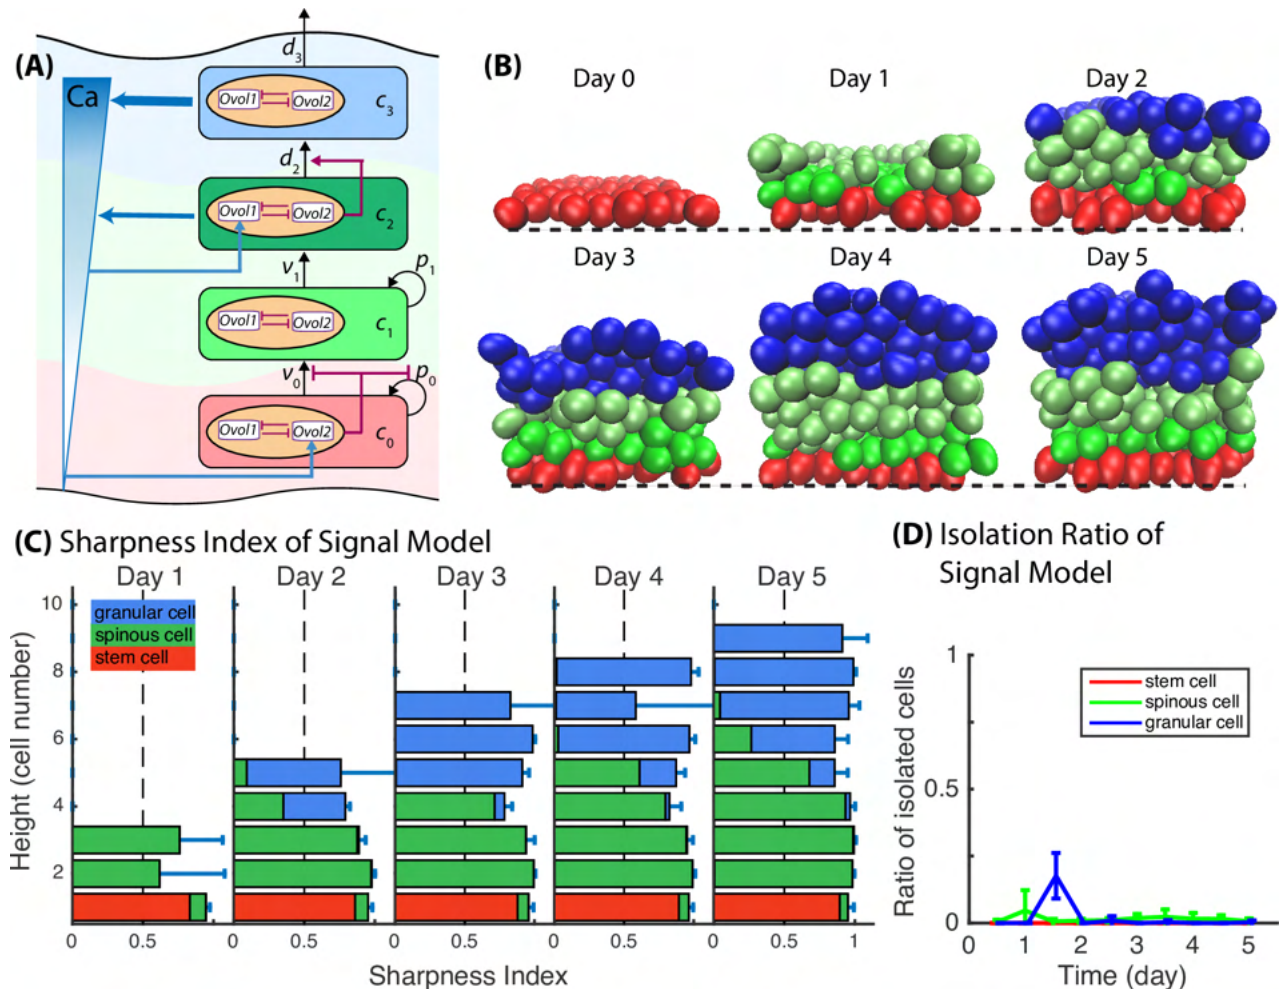 (A)
Ca
d3
Ovol1 Ovol2 c3
d2
Ovol1 Ovol2 c2
v1 p1
Ovol1 Ovol2 c1
v0 p0
Ovol1 Ovol2 c0
(B)
Day 0 Day 1 Day 2
Day 3 Day 4 Day 5
(C) Sharpness Index of Signal Model
Day 1 Day 2 Day 3 Day 4 Day 5
granular cell
spinous cell
stem cell
Height (cell number)
10
8
6
4
2
0 0.5 0 0.5 0 0.5 0 0.5 0 0.5 1
Sharpness Index
(D) Isolation Ratio of
Signal Model
Ratio of isolated cells
1
0.5
0
stem cell
spinous cell
granular cell
0 1 2 3 4 5
Time (day)